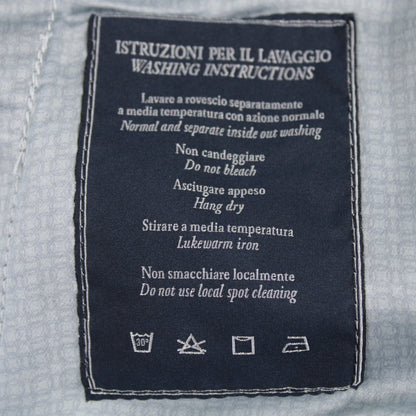 ISTRUZIONI PER IL LAVAGGIO
WASHING INSTRUCTIONS
Lavare a rovescio separatamente
a media temperatura con azione normale
Normal and separate inside out washing
Non candeggiare
Do not bleach
Asciugare appeso
Hang dry
Stirare a media temperatura
Lukewarm iron
Non smacchiare localmente
Do not use local spot cleaning
30°